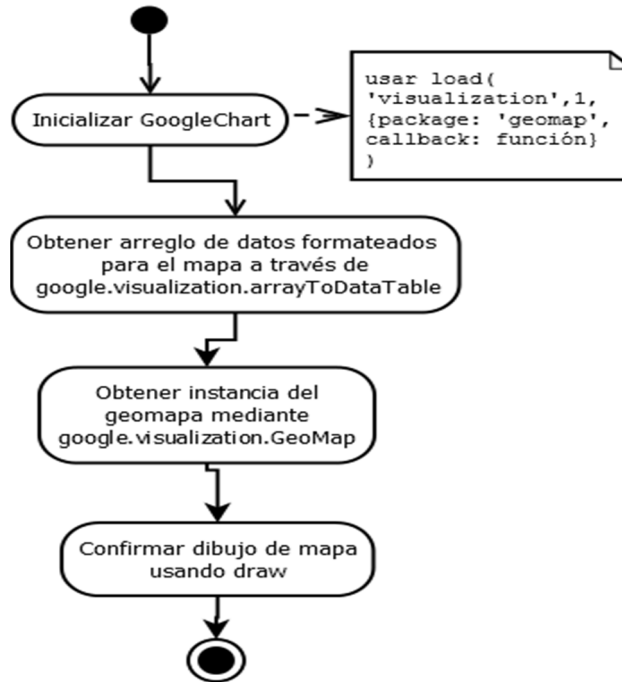 Inicializar GoogleChart
usar load(
'visualization',1,
{package: 'geomap',
callback: función}
)
Obtener arreglo de datos formateados
para el mapa a través de
google.visualization.arrayToDataTable
Obtener instancia del
geomapa mediante
google.visualization.GeoMap
Confirmar dibujo de mapa
usando draw